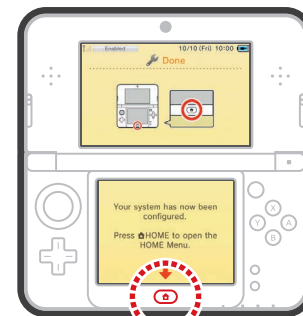 Enabled 10/10 (Fri) 10:00
Done
Your system has now been
configured.
Press HOME to open the
HOME Menu.
X
Y A
B